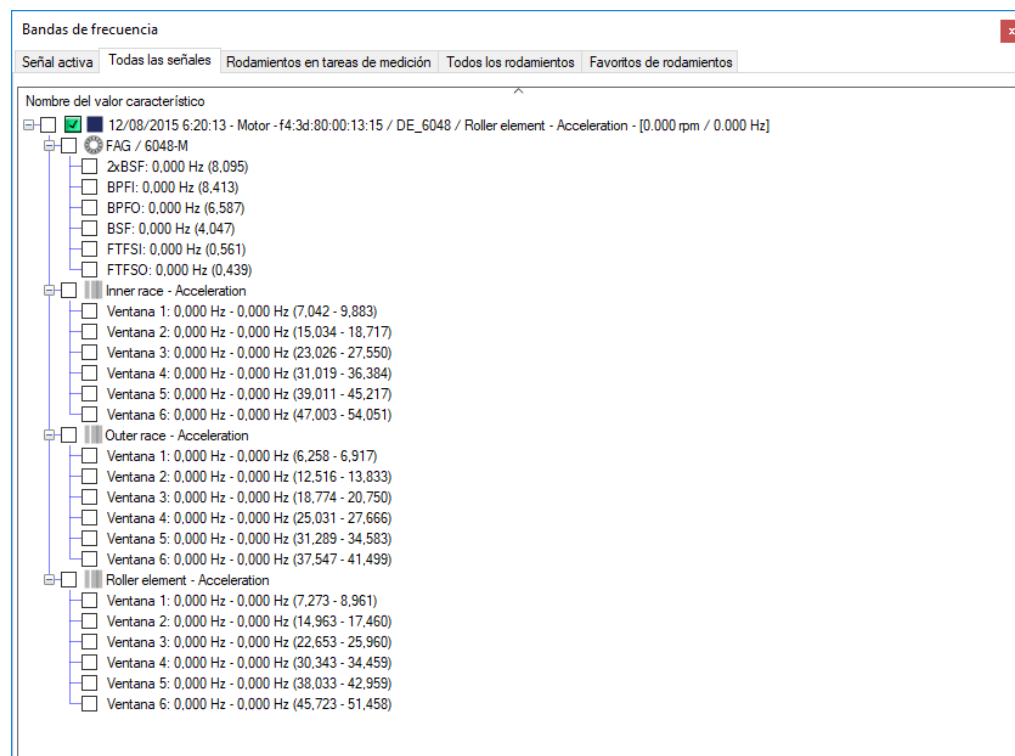 Bandas de frecuencia
x
Señal activa Todas las señales Rodamientos en tareas de medición Todos los rodamientos Favoritos de rodamientos
Nombre del valor característico
12/08/2015 6:20:13 - Motor - f4:3d:80:00:13:15 / DE_6048 / Roller element - Acceleration - [0.000 rpm / 0.000 Hz]
FAG / 6048-M
2xBSF: 0,000 Hz (8,095)
BPFI: 0,000 Hz (8,413)
BPFO: 0,000 Hz (6,587)
BSF: 0,000 Hz (4,047)
FTFSI: 0,000 Hz (0,561)
FTFSO: 0,000 Hz (0,439)
Inner race - Acceleration
Ventana 1: 0,000 Hz - 0,000 Hz (7,042 - 9,883)
Ventana 2: 0,000 Hz - 0,000 Hz (15,034 - 18,717)
Ventana 3: 0,000 Hz - 0,000 Hz (23,026 - 27,550)
Ventana 4: 0,000 Hz - 0,000 Hz (31,019 - 36,384)
Ventana 5: 0,000 Hz - 0,000 Hz (39,011 - 45,217)
Ventana 6: 0,000 Hz - 0,000 Hz (47,003 - 54,051)
Outer race - Acceleration
Ventana 1: 0,000 Hz - 0,000 Hz (6,258 - 6,917)
Ventana 2: 0,000 Hz - 0,000 Hz (12,516 - 13,833)
Ventana 3: 0,000 Hz - 0,000 Hz (18,774 - 20,750)
Ventana 4: 0,000 Hz - 0,000 Hz (25,031 - 27,666)
Ventana 5: 0,000 Hz - 0,000 Hz (31,289 - 34,583)
Ventana 6: 0,000 Hz - 0,000 Hz (37,547 - 41,499)
Roller element - Acceleration
Ventana 1: 0,000 Hz - 0,000 Hz (7,273 - 8,961)
Ventana 2: 0,000 Hz - 0,000 Hz (14,963 - 17,460)
Ventana 3: 0,000 Hz - 0,000 Hz (22,653 - 25,960)
Ventana 4: 0,000 Hz - 0,000 Hz (30,343 - 34,459)
Ventana 5: 0,000 Hz - 0,000 Hz (38,033 - 42,959)
Ventana 6: 0,000 Hz - 0,000 Hz (45,723 - 51,458)